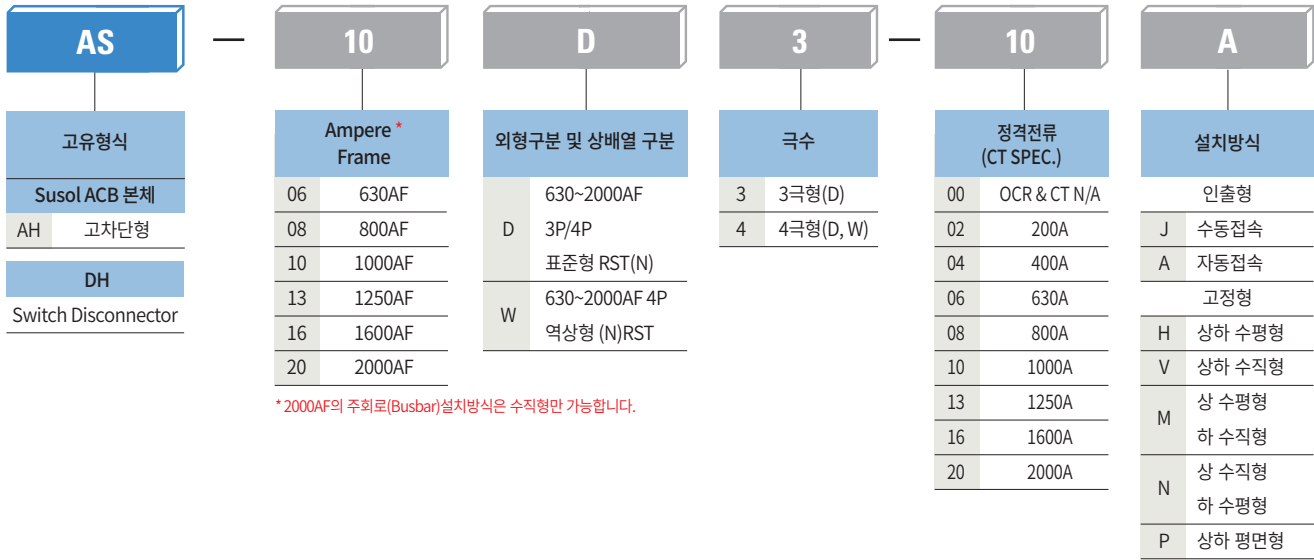 AS — 10 D 3 — 10 A
고유형식
Susol ACB 본체
AH 고차단형
DH
Switch Disconnector
Ampere *
Frame
06 630AF
08 800AF
10 1000AF
13 1250AF
16 1600AF
20 2000AF
* 2000AF의 주회로(Busbar)설치방식은 수직형만 가능합니다.
외형구분 및 상배열 구분
D
630~2000AF
3P/4P
표준형 RST(N)
W
630~2000AF 4P
역상형 (N)RST
극수
3 3극형(D)
4 4극형(D, W)
정격전류
(CT SPEC.)
00 OCR & CT N/A
02 200A
04 400A
06 630A
08 800A
10 1000A
13 1250A
16 1600A
20 2000A
설치방식
인출형
J 수동접속
A 자동접속
고정형
H 상하 수평형
V 상하 수직형
M
상 수평형
하 수직형
N
상 수직형
하 수평형
P 상하 평면형